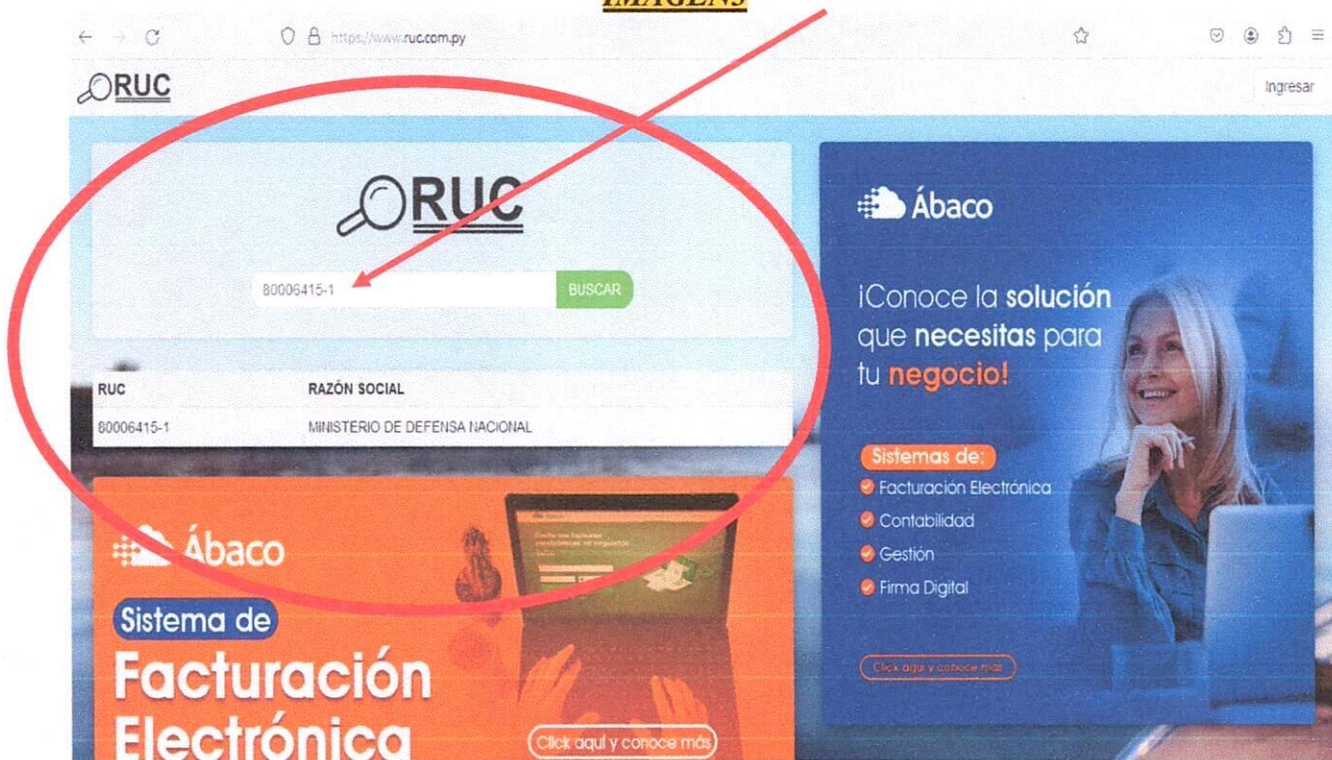 IMAGEN5
https://www.ruc.com.py
RUC
Ingresar
RUC
80006415-1
BUSCAR
RUC RAZÓN SOCIAL
80006415-1 MINISTERIO DE DEFENSA NACIONAL
Ábaco
Sistema de
Facturación
Electrónica
Click aquí y conoce más
Ábaco
¡Conoce la solución
que necesitas para
tu negocio!
Sistemas de:
Facturación Electrónica
Contabilidad
Gestión
Firma Digital
Click aquí y conoce más